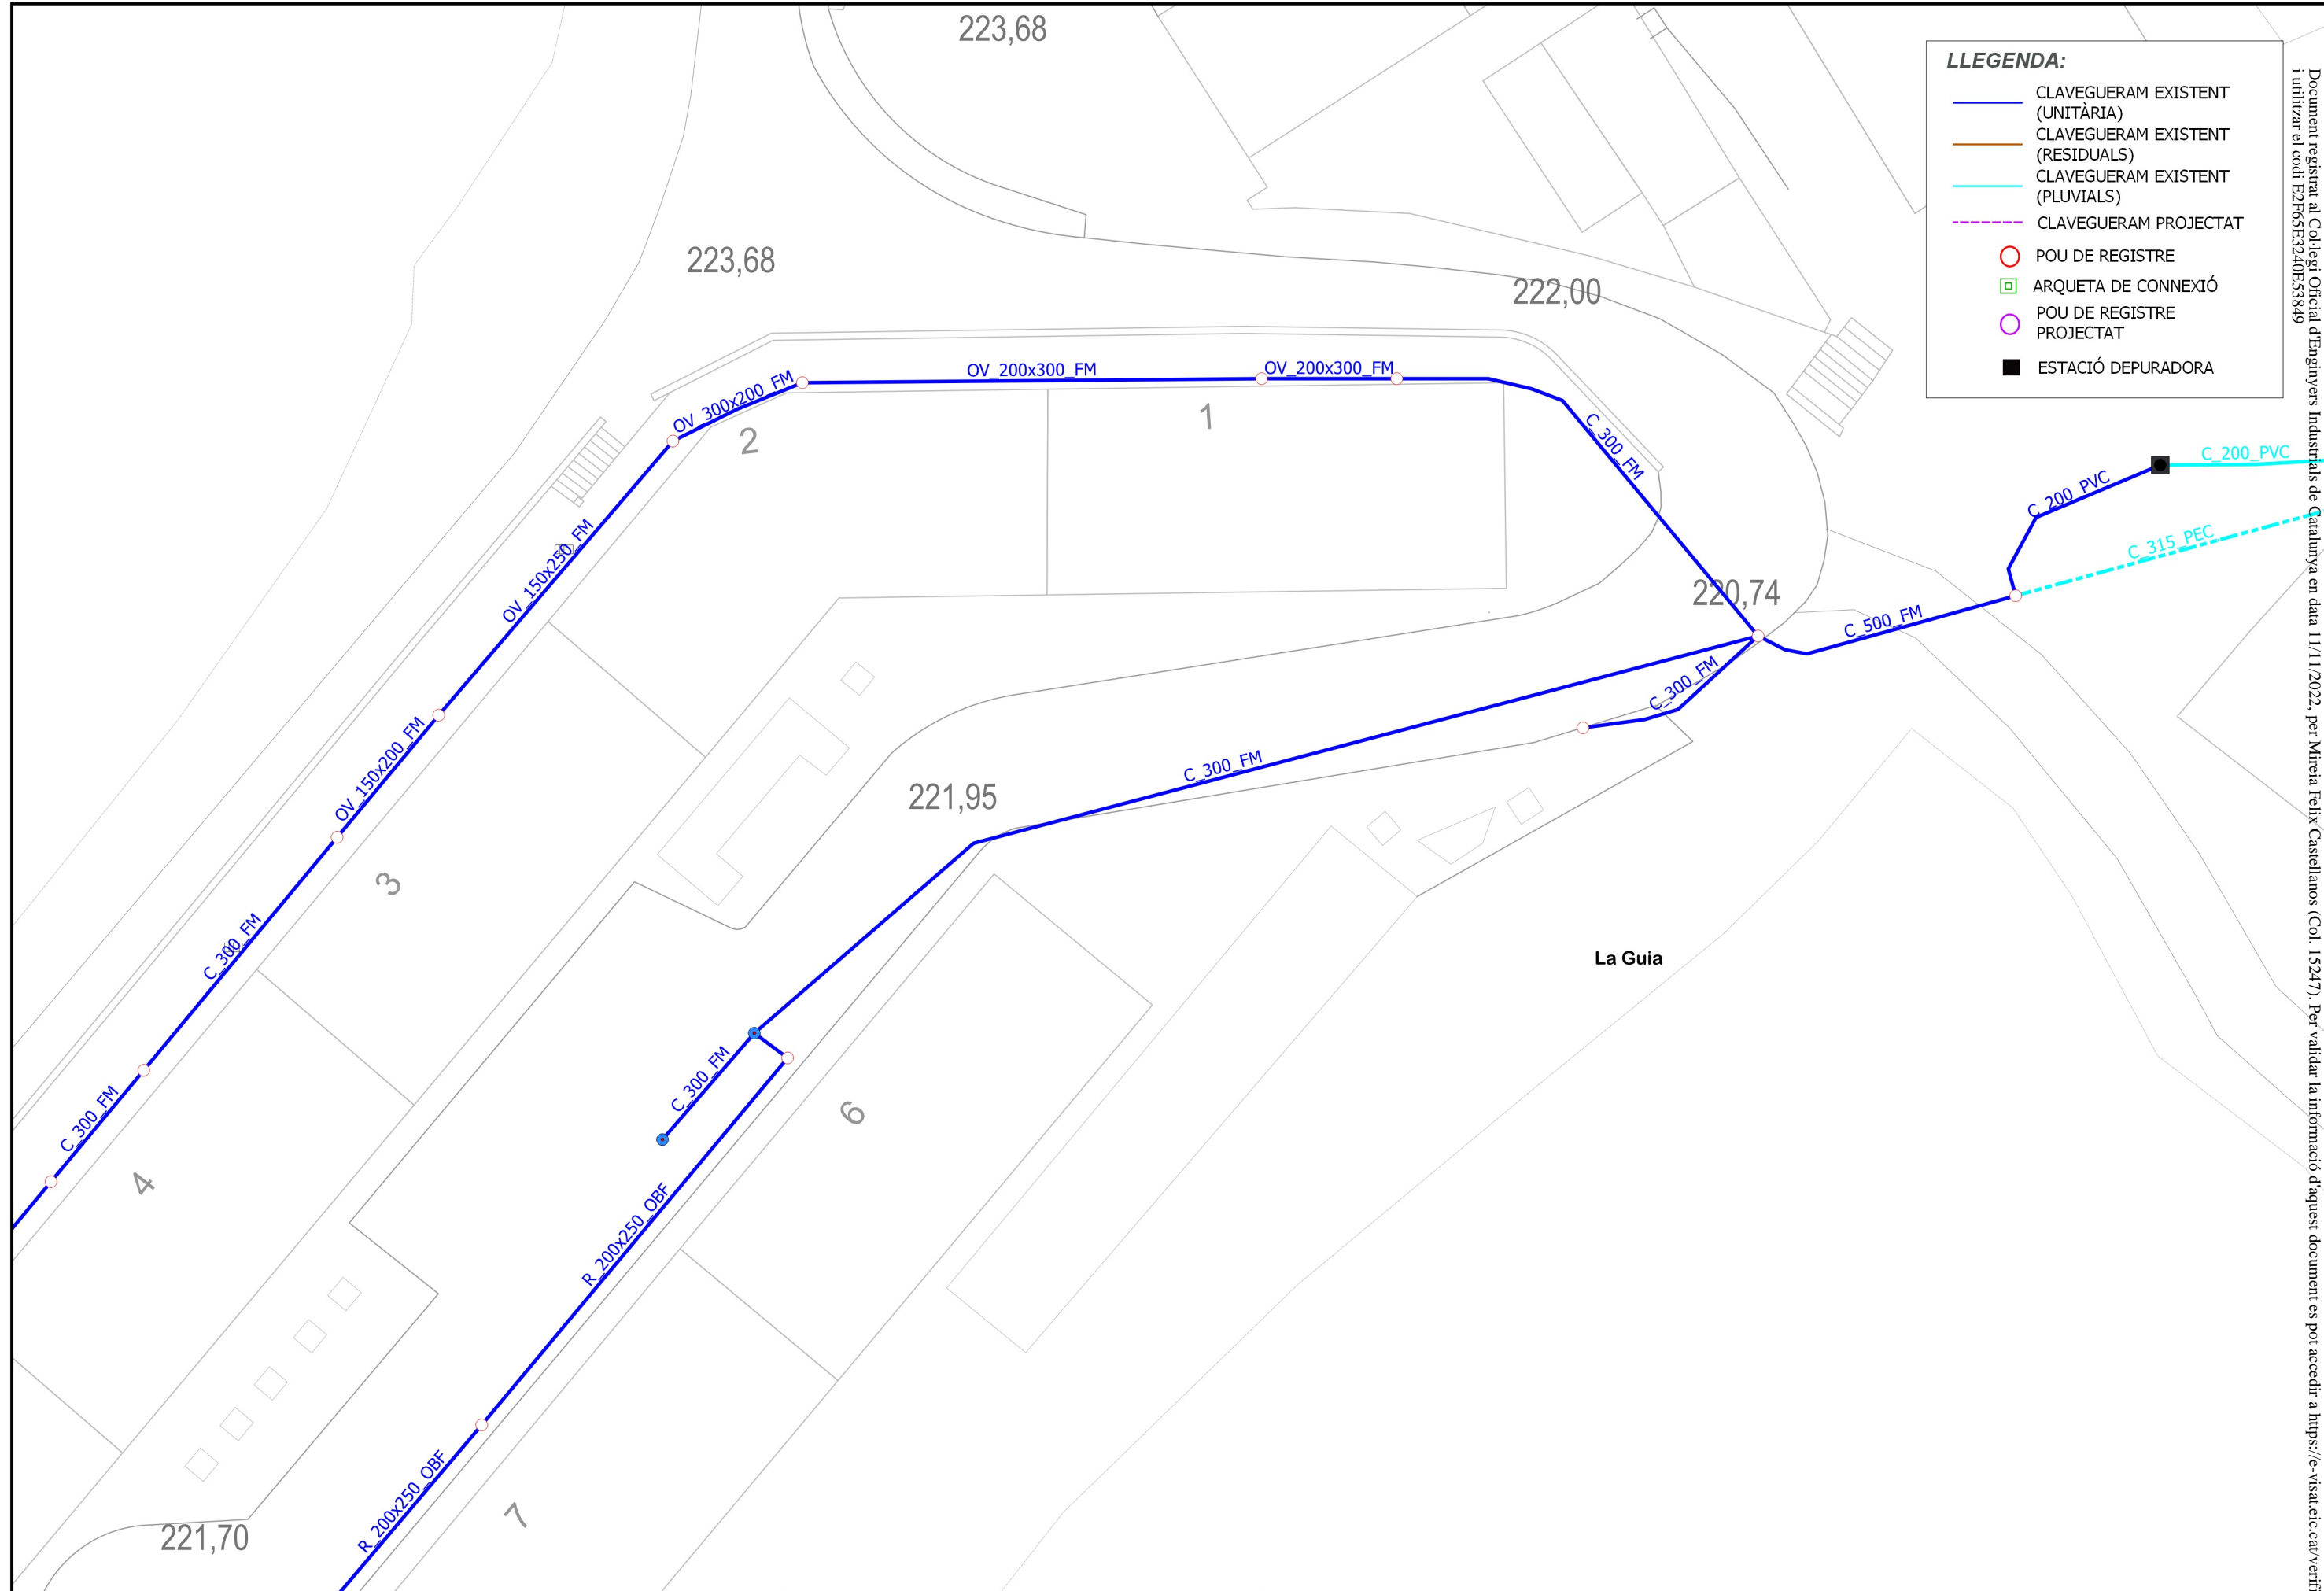 223,68
LLEGENDA:
CLAVEGUERAM EXISTENT
(UNITÀRIA)
CLAVEGUERAM EXISTENT
(RESIDUALS)
CLAVEGUERAM EXISTENT
(PLUVIALS)
CLAVEGUERAM PROJECTAT
POU DE REGISTRE
ARQUETA DE CONNEXIÓ
POU DE REGISTRE
PROJECTAT
ESTACIÓ DEPURADORA
Document registrat al Col·legi Oficial d'Enginyers Industrials de Catalunya en data 11/11/2022, per Mireia Felix Castellanos (Col. 15247). Per validar la informació d'aquest document es pot accedir a https://e-visat.eic.cat/verifi
i utilitzar el codi E2F65E3240E53849
223,68
222,00
OV_300x200_FM
OV_200x300_FM
OV_200x300_FM
2
1
C_300_FM
C_200_PVC
C_200_PVC
C_315_PEC
OV_150x250_FM
220,74
C_500_FM
C_300_FM
OV_150x200_FM
C_300_FM
221,95
3
C_300_FM
La Guia
C_300_FM
C_300_FM
4
6
R_200x250_OBF
R_200x250_OBF
7
221,70